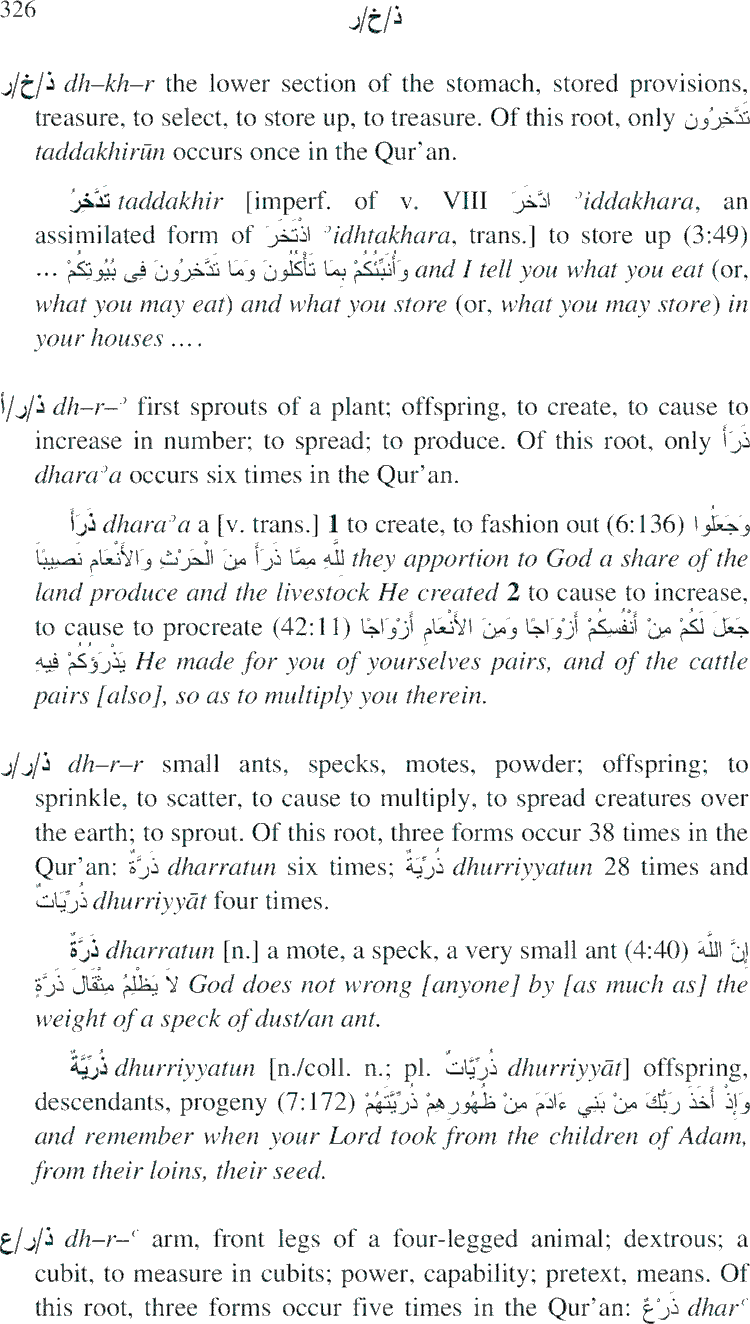 326
ذ/خ/ر
ذ/خ/ر dh–kh–r the lower section of the stomach, stored provisions,
treasure, to select, to store up, to treasure. Of this root, only تَدَّخِرُون
taddakhirūn occurs once in the Qur’an.
تَدَّخِرُ taddakhir [imperf. of v. VIII ادَّخَرَ ʾiddakhara, an
assimilated form of اذْتَخَرَ ʾidhtakhara, trans.] to store up (3:49)
وَأُنَبِّئُكُمْ بِمَا تَأْكُلُونَ وَمَا تَدَّخِرُونَ فِى بُيُوتِكُمْ ... and I tell you what you eat (or,
what you may eat) and what you store (or, what you may store) in
your houses ….
ذ/ر/أ dh–r–ʾ first sprouts of a plant; offspring, to create, to cause to
increase in number; to spread; to produce. Of this root, only ذَرَأَ
dharaʾa occurs six times in the Qur’an.
ذَرَأَ dharaʾa a [v. trans.] 1 to create, to fashion out (6:136) وَجَعَلُوا
لِلَّهِ مِمَّا ذَرَأَ مِنَ الْحَرْثِ وَالأَنْعَامِ نَصِيبًا they apportion to God a share of the
land produce and the livestock He created 2 to cause to increase,
to cause to procreate (42:11) جَعَلَ لَكُمْ مِنْ أَنْفُسِكُمْ أَزْوَاجًا وَمِنَ الأَنْعَامِ أَزْوَاجًا
يَذْرَؤُكُمْ فِيهِ He made for you of yourselves pairs, and of the cattle
pairs [also], so as to multiply you therein.
ذ/ر/ر dh–r–r small ants, specks, motes, powder; offspring; to
sprinkle, to scatter, to cause to multiply, to spread creatures over
the earth; to sprout. Of this root, three forms occur 38 times in the
Qur’an: ذَرَّةٌ dharratun six times; ذُرِّيَّةٌ dhurriyyatun 28 times and
ذُرِّيَّاتٌ dhurriyyāt four times.
ذَرَّةٌ dharratun [n.] a mote, a speck, a very small ant (4:40) إِنَّ اللَّهَ
لاَ يَظْلِمُ مِثْقَالَ ذَرَّةٍ God does not wrong [anyone] by [as much as] the
weight of a speck of dust/an ant.
ذُرِّيَّةٌ dhurriyyatun [n./coll. n.; pl. ذُرِّيَّاتٌ dhurriyyāt] offspring,
descendants, progeny (7:172) وَإِذْ أَخَذَ رَبُّكَ مِنْ بَنِي ءَادَمَ مِنْ ظُهُورِهِمْ ذُرِّيَّتَهُمْ
and remember when your Lord took from the children of Adam,
from their loins, their seed.
ذ/ر/ع dh–r–ʿ arm, front legs of a four-legged animal; dextrous; a
cubit, to measure in cubits; power, capability; pretext, means. Of
this root, three forms occur five times in the Qur’an: ذَرْعٌ dharʿ